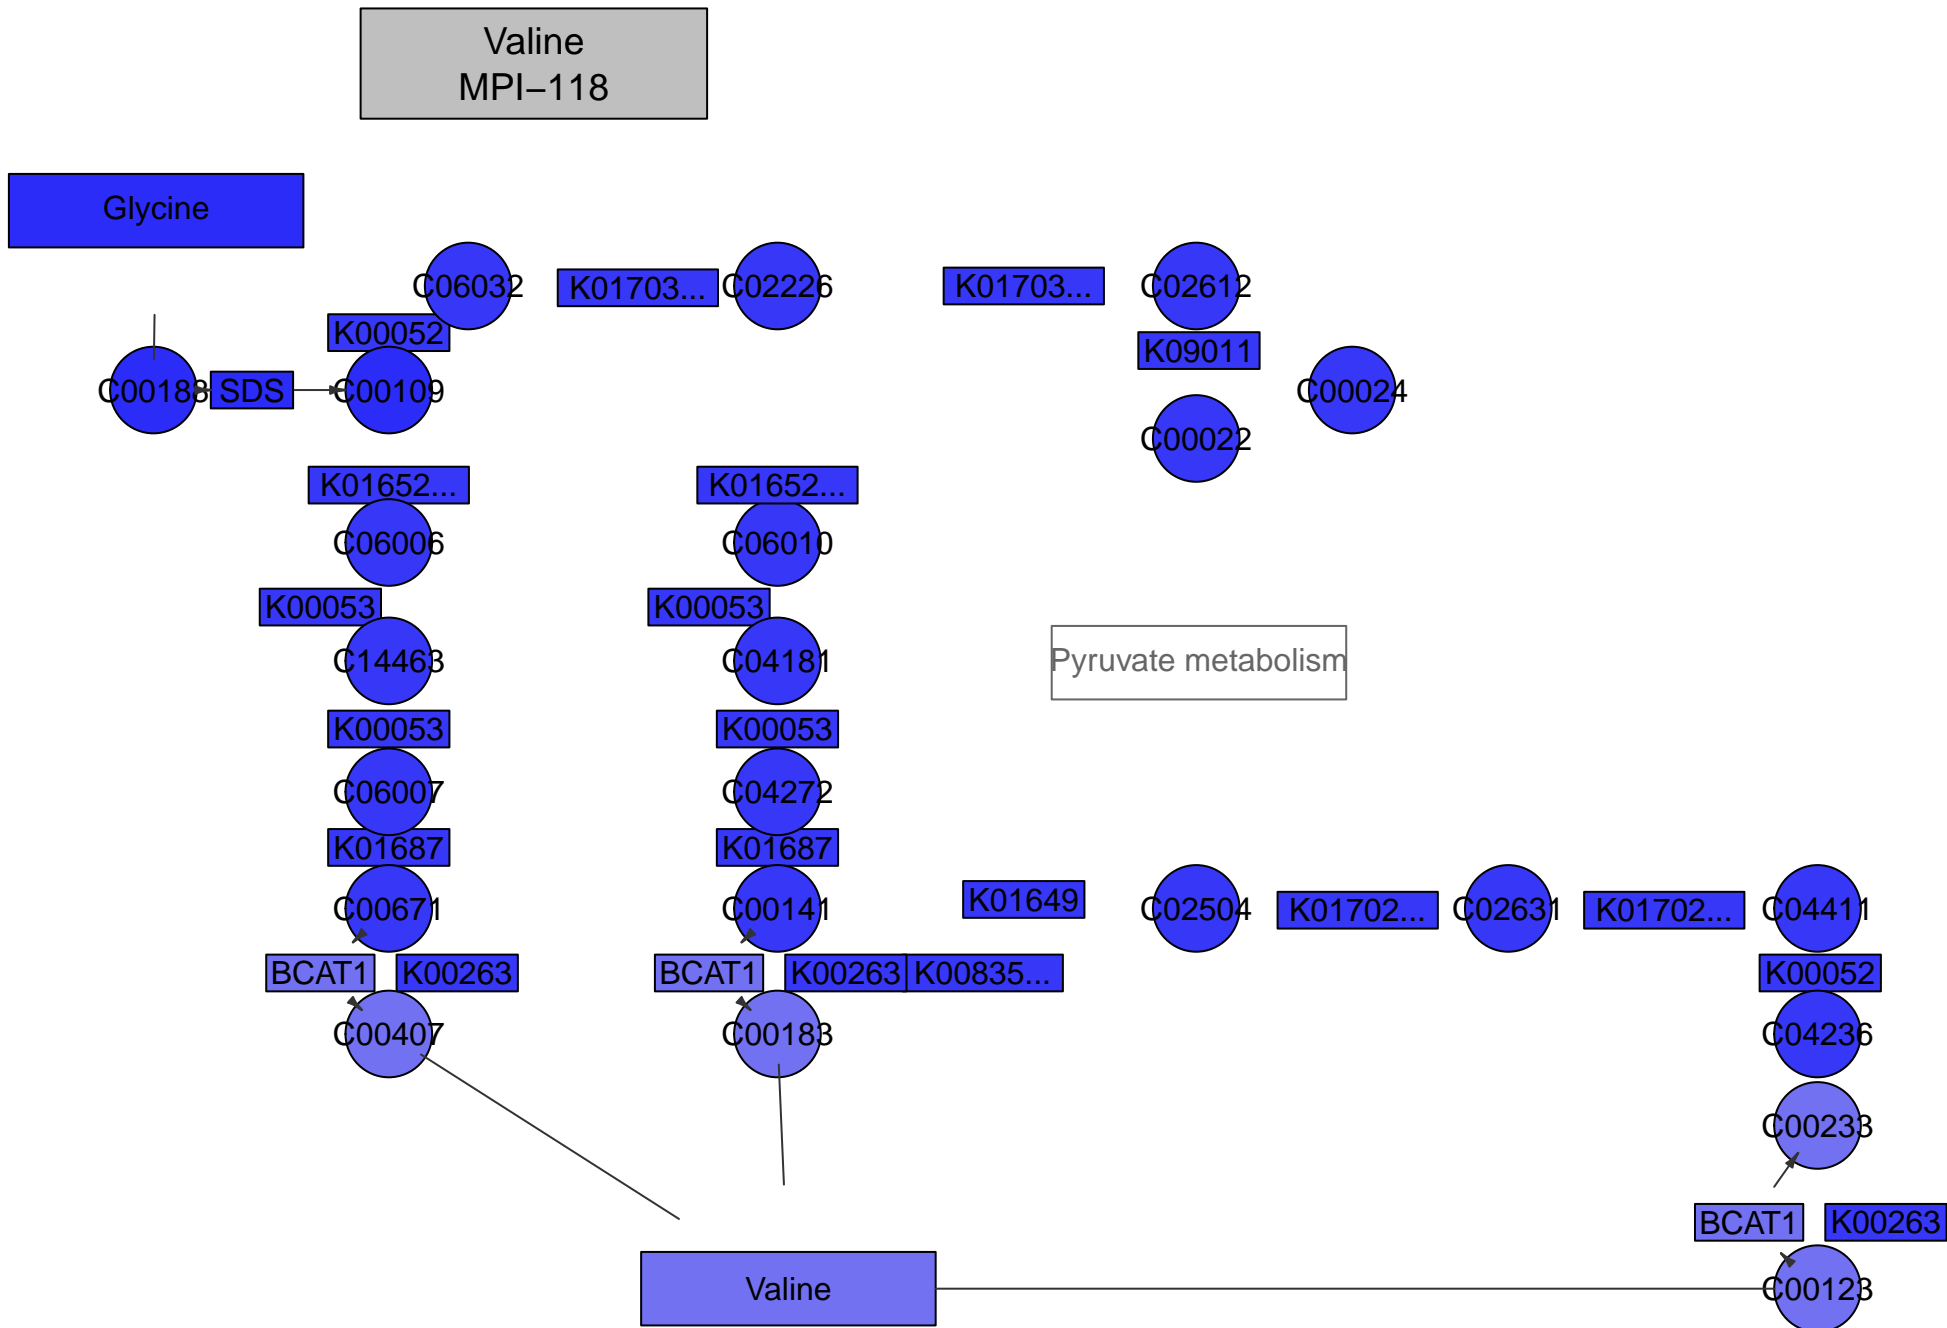 Valine
MPI−118
Glycine
C06032
K01703...
C02226
K01703...
C02612
K00052
K09011
C00188
SDS
C00109
C00024
C00022
K01652...
K01652...
C06006
C06010
K00053
K00053
C14463
C04181
Pyruvate metabolism
K00053
K00053
C06007
C04272
K01687
K01687
C00671
C00141
K01649
C02504
K01702...
C02631
K01702...
C04411
BCAT1
K00263
BCAT1
K00263
K00835...
K00052
C00407
C00183
C04236
C00233
BCAT1
K00263
Valine
C00123